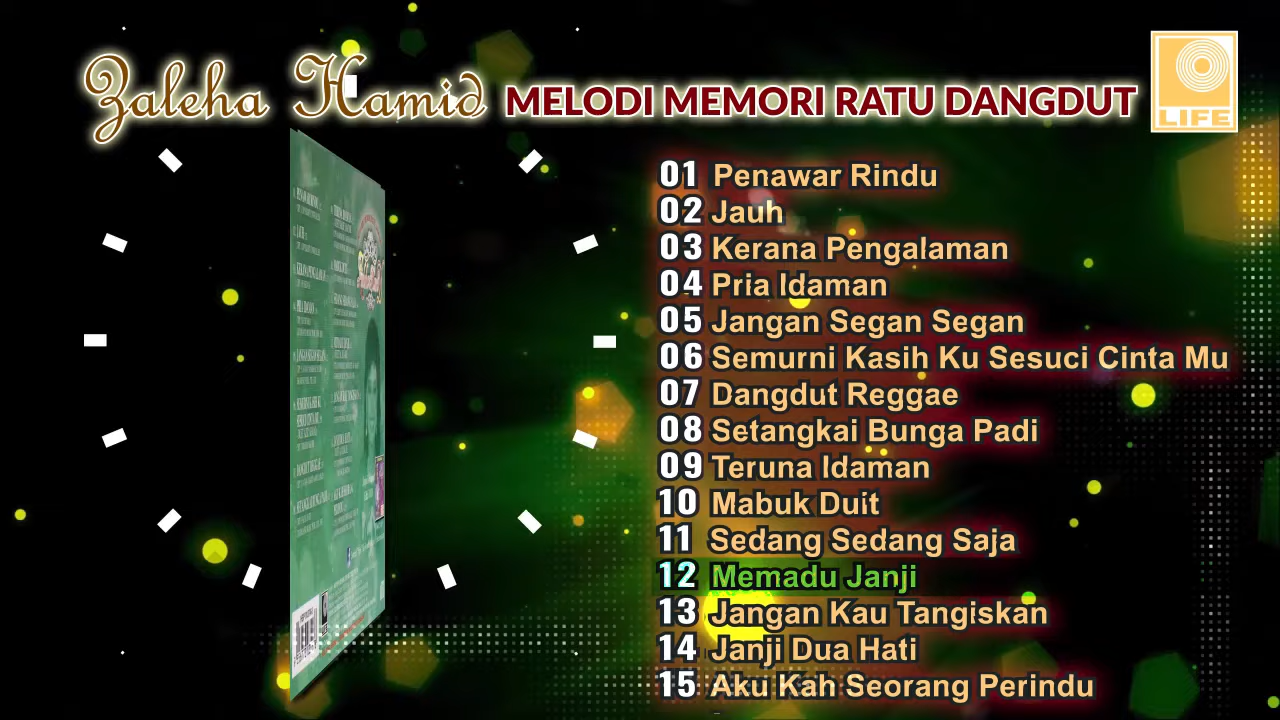 Zaleha Hamid MELODI MEMORI RATU DANGDUT
LIFE
01 Penawar Rindu
02 Jauh
03 Kerana Pengalaman
04 Pria Idaman
05 Jangan Segan Segan
06 Semurni Kasih Ku Sesuci Cinta Mu
07 Dangdut Reggae
08 Setangkai Bunga Padi
09 Teruna Idaman
10 Mabuk Duit
11 Sedang Sedang Saja
12 Memadu Janji
13 Jangan Kau Tangiskan
14 Janji Dua Hati
15 Aku Kah Seorang Perindu